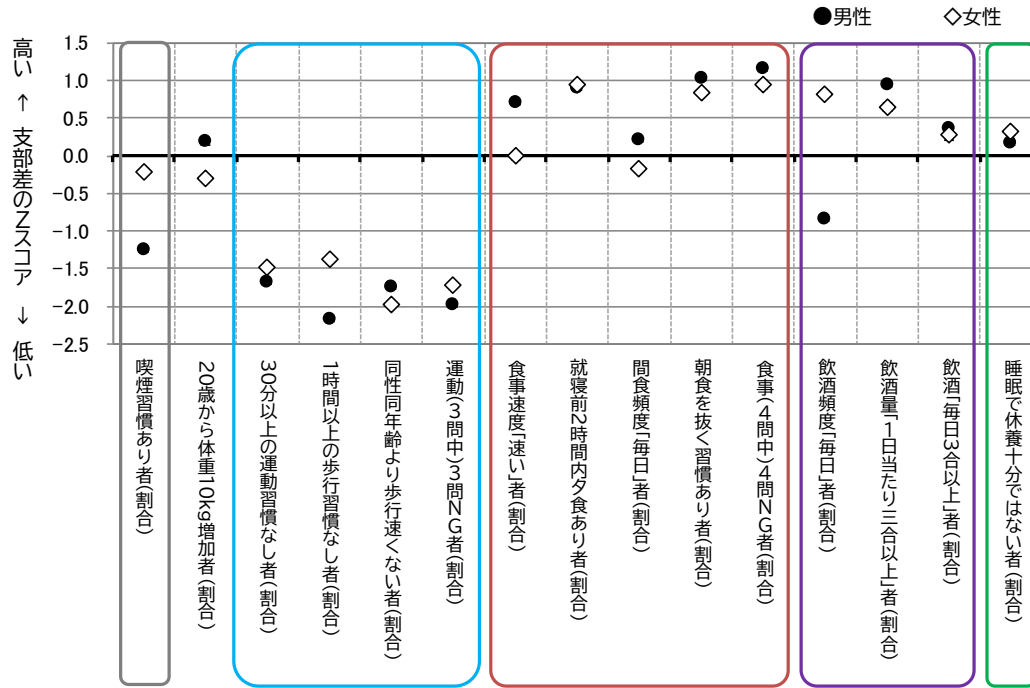 ●男性 ◇女性
高い ↑ 支部差のZスコア ↓ 低い
1.5
1.0
0.5
0.0
-0.5
-1.0
-1.5
-2.0
-2.5
喫煙習慣あり者(割合)
20歳から体重10kg増加者(割合)
30分以上の運動習慣なし者(割合)
1時間以上の歩行習慣なし者(割合)
同性同年齢より歩行速くない者(割合)
運動(3問中)3問NG者(割合)
食事速度「速い」者(割合)
就寝前2時間内夕食あり者(割合)
間食頻度「毎日」者(割合)
朝食を抜く習慣あり者(割合)
食事(4問中)4問NG者(割合)
飲酒頻度「毎日」者(割合)
飲酒量「1日当たり三合以上」者(割合)
飲酒「毎日3合以上」者(割合)
睡眠で休養十分ではない者(割合)